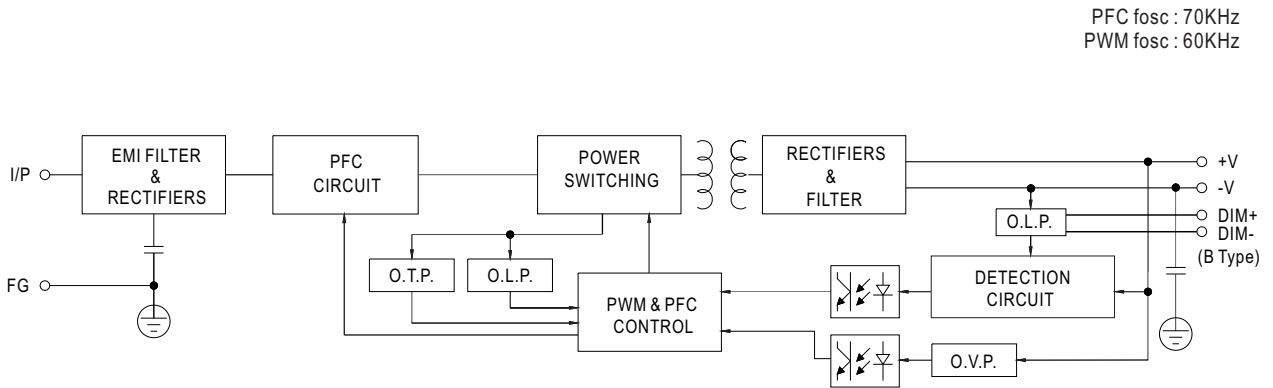 PFC fosc : 70KHz
PWM fosc : 60KHz
I/P
EMI FILTER
&
RECTIFIERS
PFC
CIRCUIT
POWER
SWITCHING
RECTIFIERS
&
FILTER
+V
-V
DIM+
DIM-
(B Type)
O.L.P.
FG
O.T.P.
O.L.P.
PWM & PFC
CONTROL
DETECTION
CIRCUIT
O.V.P.